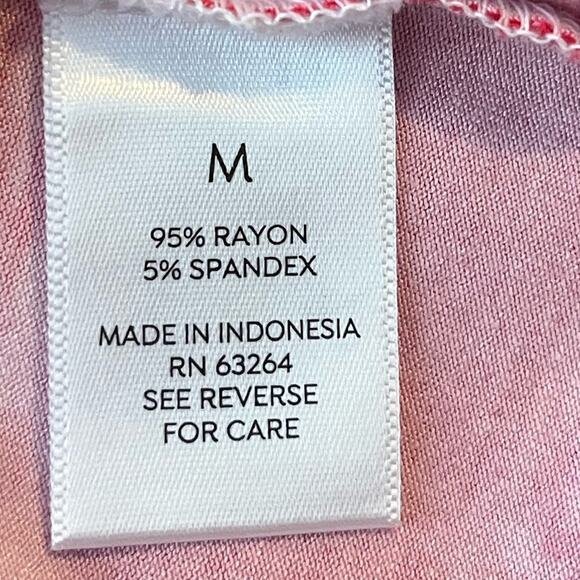 M
95% RAYON
5% SPANDEX
MADE IN INDONESIA
RN 63264
SEE REVERSE
FOR CARE